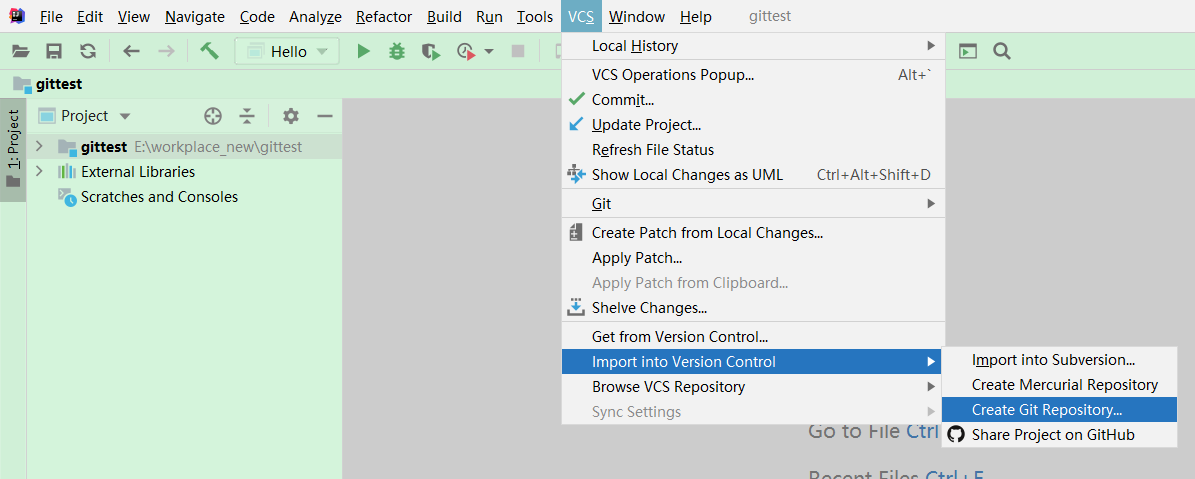 File Edit View Navigate Code Analyze Refactor Build Run Tools VCS Window Help gittest
Hello
gittest
1: Project
Project
gittest E:\workplace_new\gittest
External Libraries
Scratches and Consoles
Local History
VCS Operations Popup... Alt+`
Commit...
Update Project...
Refresh File Status
Show Local Changes as UML Ctrl+Alt+Shift+D
Git
Create Patch from Local Changes...
Apply Patch...
Apply Patch from Clipboard...
Shelve Changes...
Get from Version Control...
Import into Version Control
Browse VCS Repository
Sync Settings
Import into Subversion...
Create Mercurial Repository
Create Git Repository...
Share Project on GitHub
Go to File Ctrl
Recent Files Ctrl+E